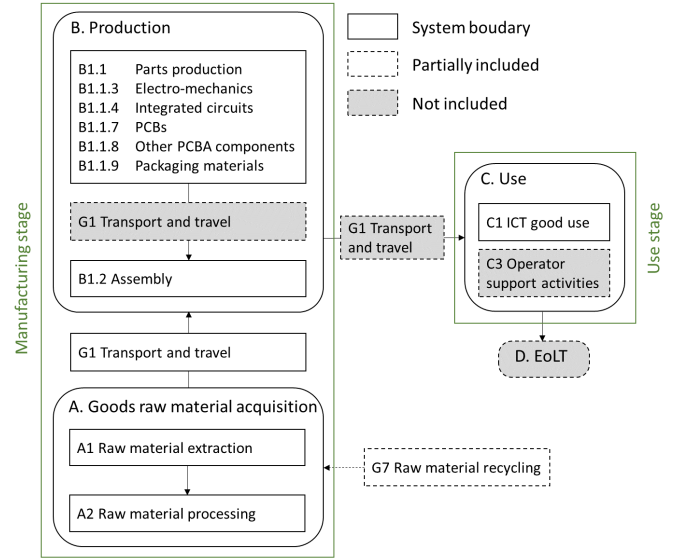 B. Production
B1.1 Parts production
B1.1.3 Electro-mechanics
B1.1.4 Integrated circuits
B1.1.7 PCBs
B1.1.8 Other PCBA components
B1.1.9 Packaging materials
G1 Transport and travel
B1.2 Assembly
G1 Transport and travel
A. Goods raw material acquisition
A1 Raw material extraction
A2 Raw material processing
Manufacturing stage
System boudary
Partially included
Not included
G1 Transport
and travel
C. Use
C1 ICT good use
C3 Operator
support activities
Use stage
D. EoLT
G7 Raw material recycling